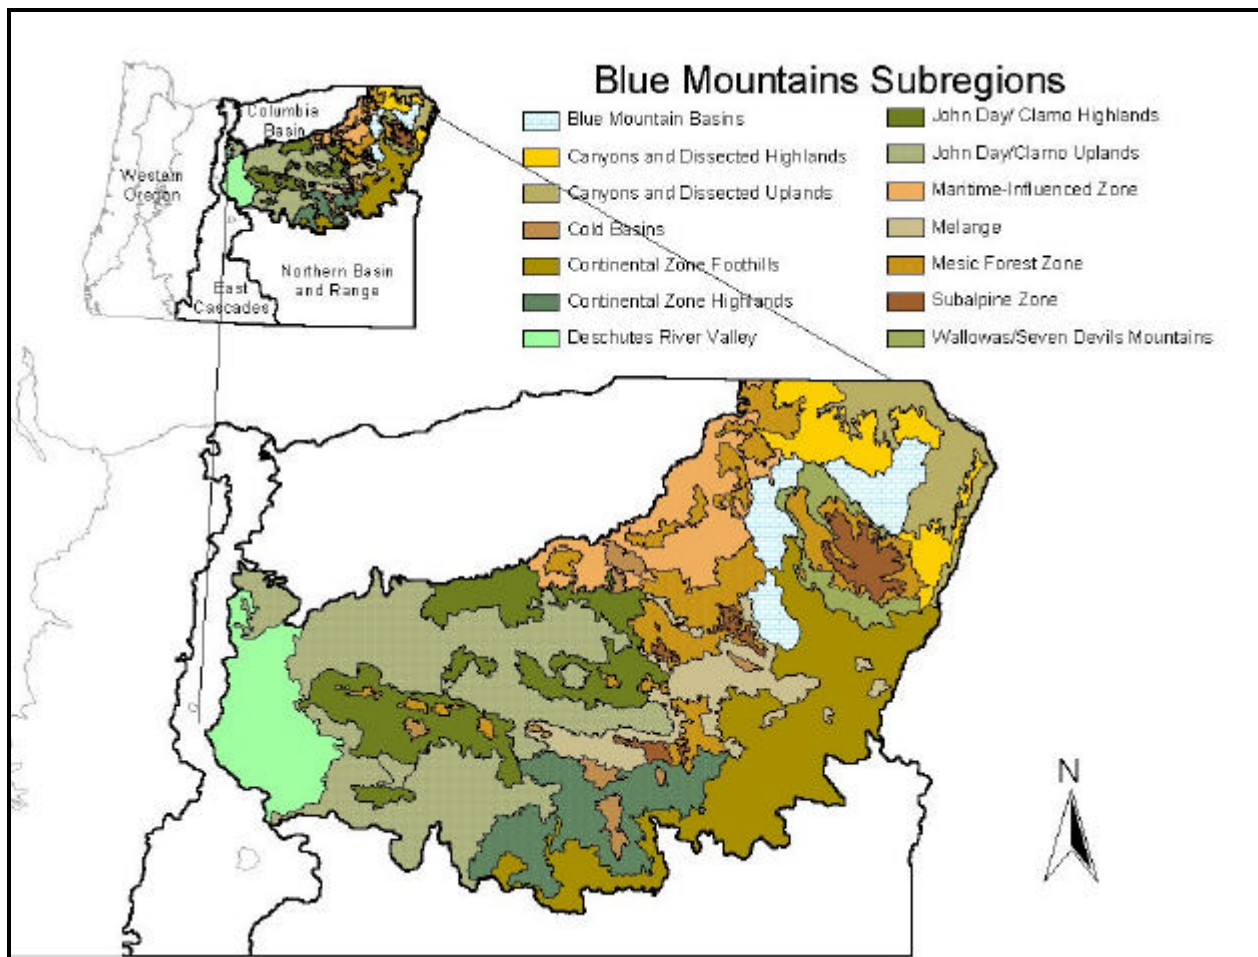 Blue Mountains Subregions
Columbia
Basin
Western
Oregon
Northern Basin
and Range
East
Cascades
Blue Mountain Basins
Canyons and Dissected Highlands
Canyons and Dissected Uplands
Cold Basins
Continental Zone Foothills
Continental Zone Highlands
Deschutes River Valley
John Day/ Clarno Highlands
John Day/Clarno Uplands
Maritime-Influenced Zone
Melange
Mesic Forest Zone
Subalpine Zone
Wallowas/Seven Devils Mountains
N